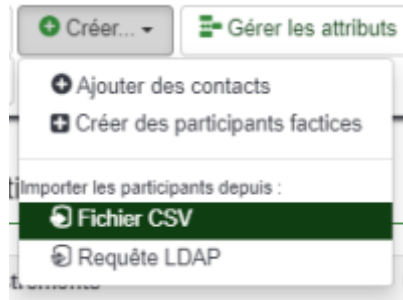 Créer...
Gérer les attributs
Ajouter des contacts
Créer des participants factices
Importer les participants depuis :
Fichier CSV
Requête LDAP